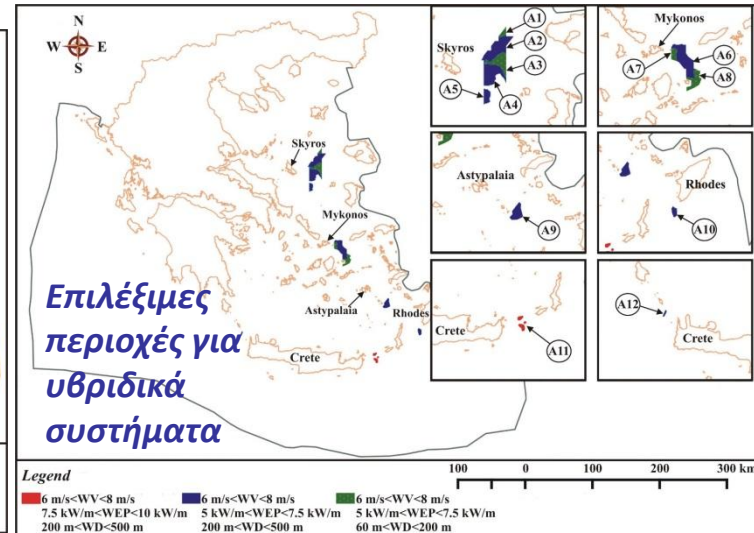 N
W E
S
Skyros
Mykonos
Astypalaia
Rhodes
Crete
Επιλέξιμες
περιοχές για
υβριδικά
συστήματα
Skyros
A1
A2
A3
A4
A5
Mykonos
A6
A7
A8
Astypalaia
A9
Rhodes
A10
Crete
A11
A12
Crete
Legend
6 m/s<WV<8 m/s
7.5 kW/m<WEP<10 kW/m
200 m<WD<500 m
6 m/s<WV<8 m/s
5 kW/m<WEP<7.5 kW/m
200 m<WD<500 m
6 m/s<WV<8 m/s
5 kW/m<WEP<7.5 kW/m
60 m<WD<200 m
100 0 100 200 300 km